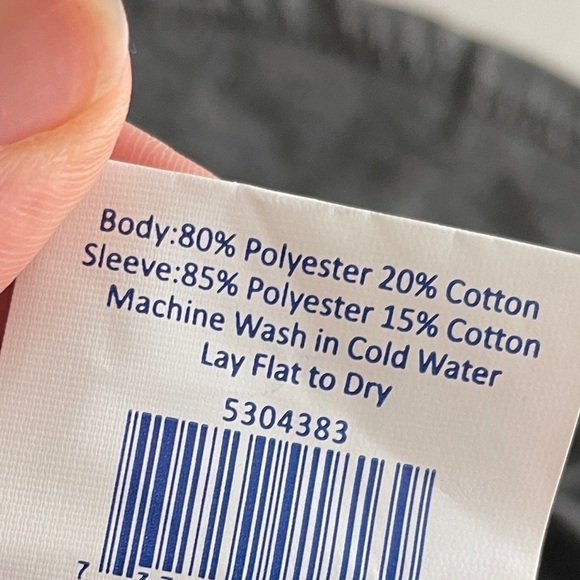 Body:80% Polyester 20% Cotton
Sleeve:85% Polyester 15% Cotton
Machine Wash in Cold Water
Lay Flat to Dry
5304383
7